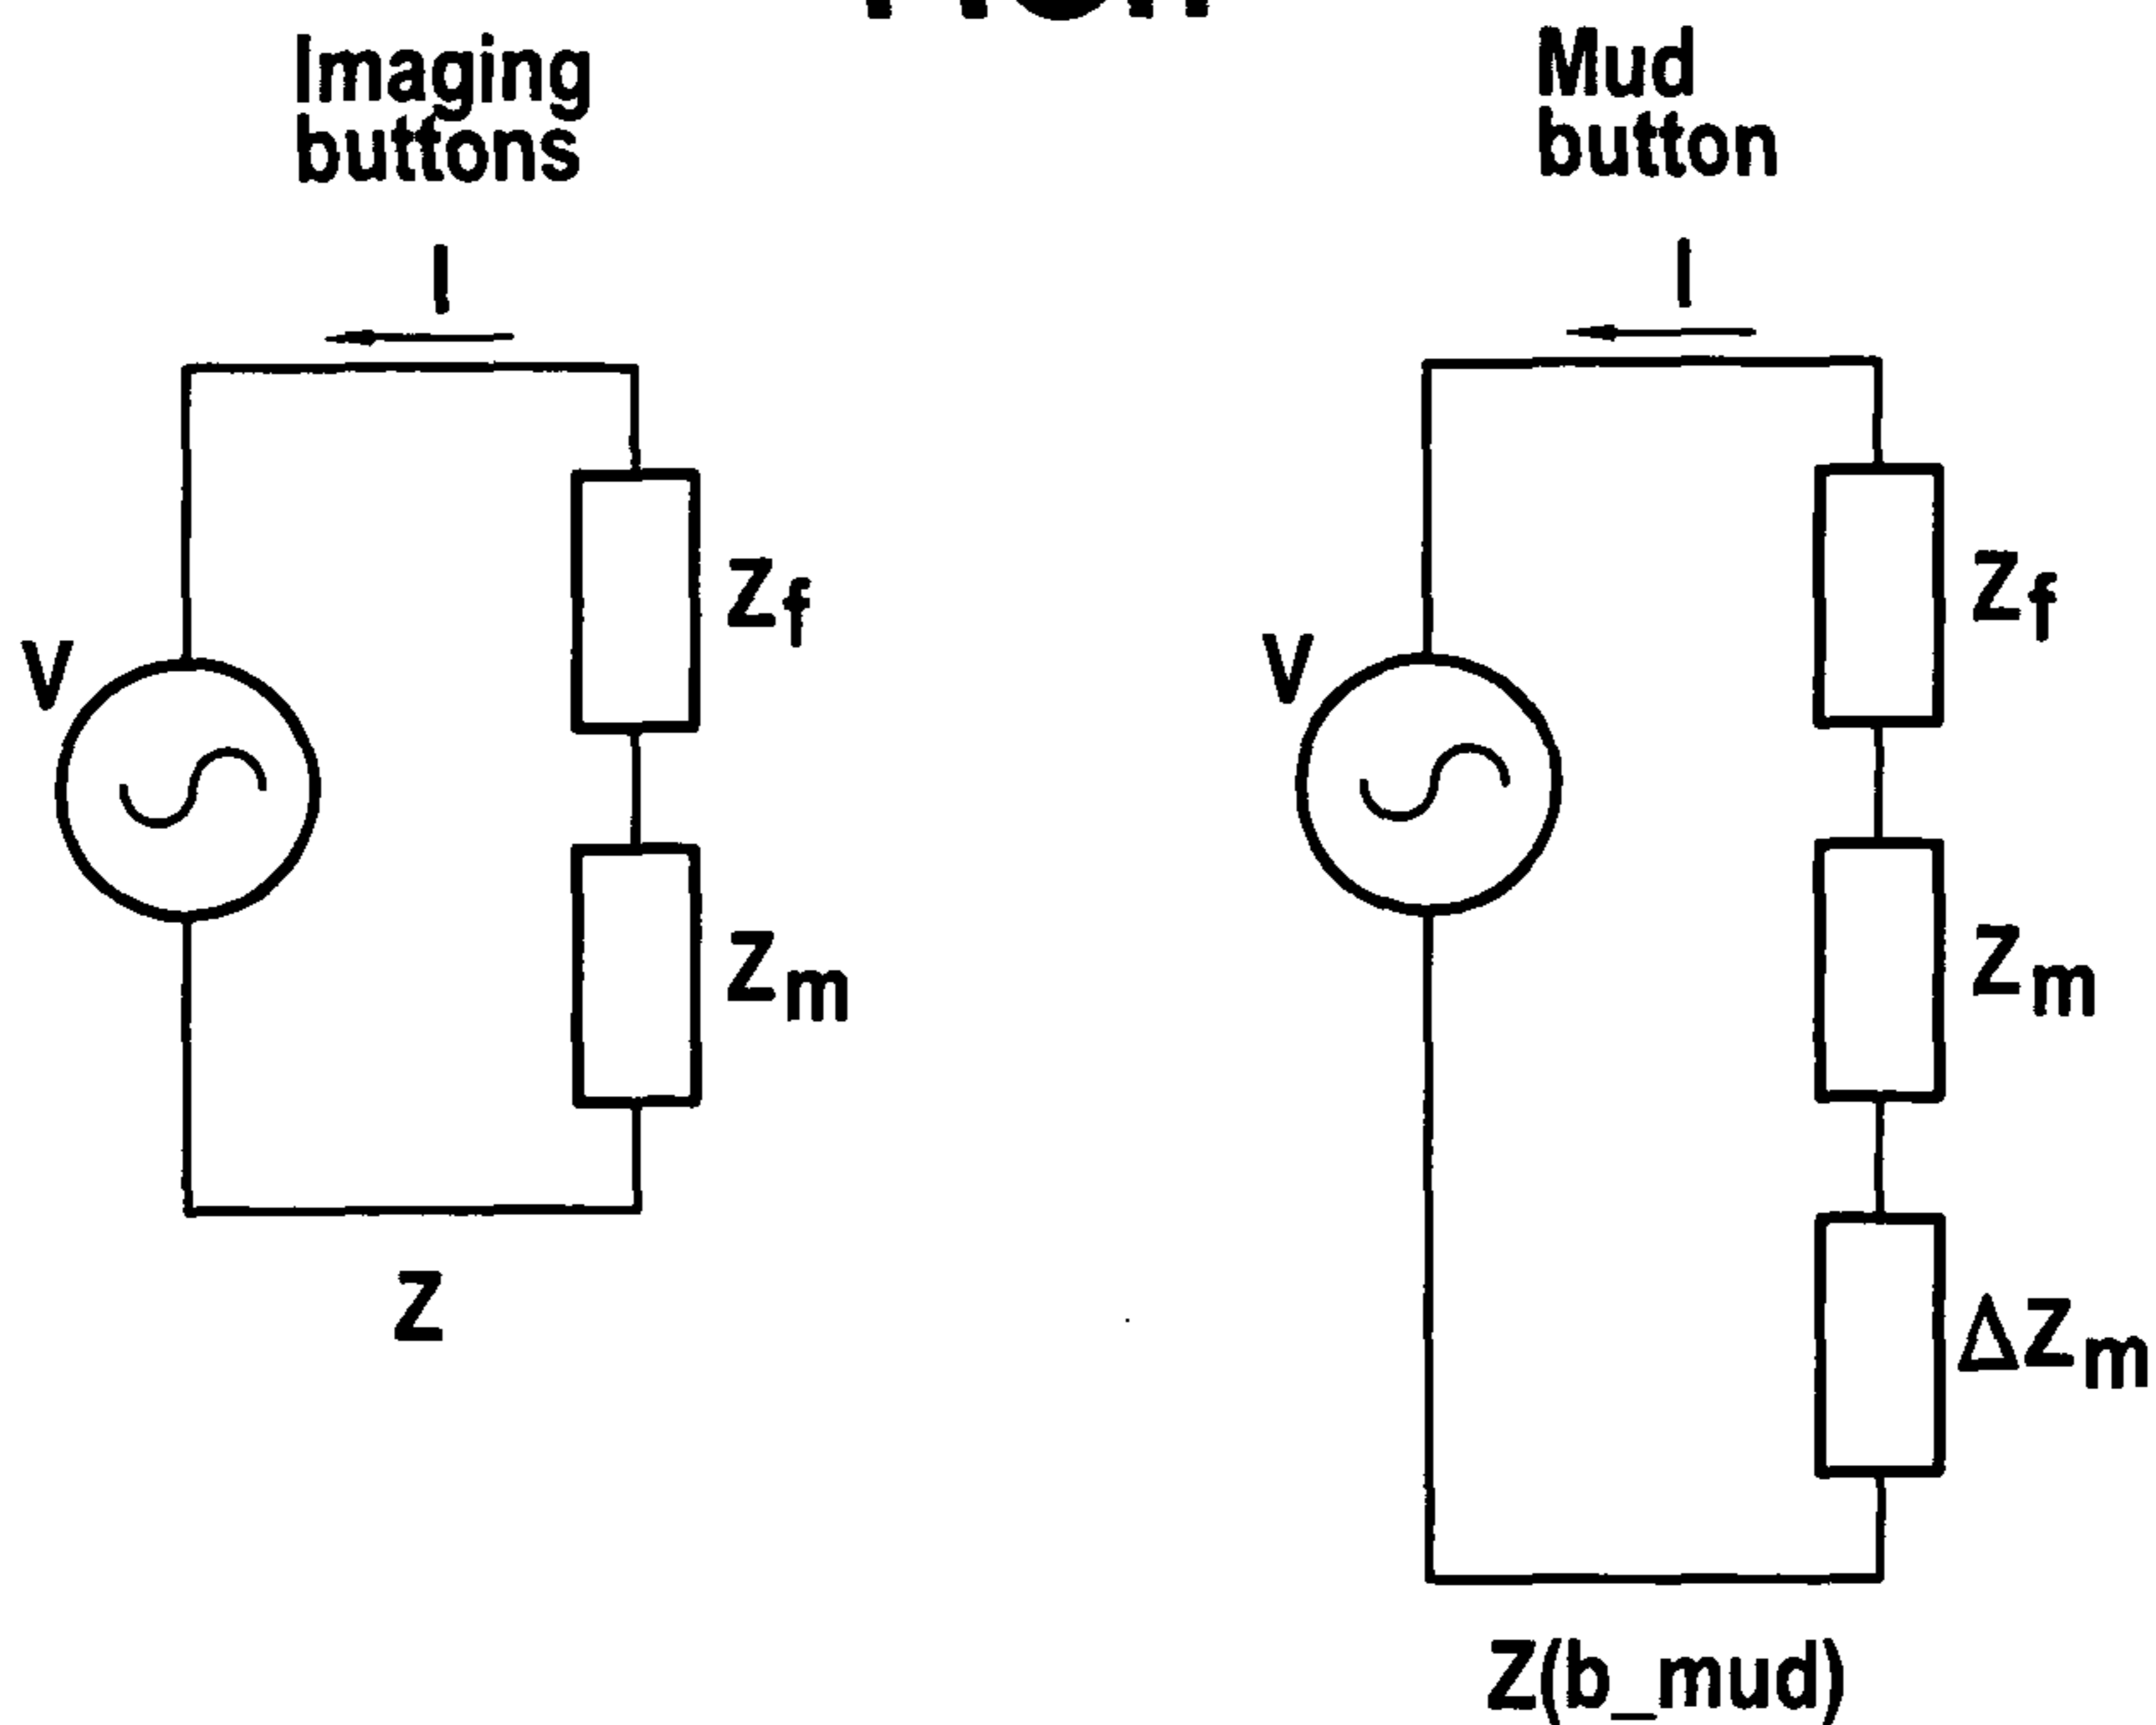 Imaging
buttons
I
V
Zf
Zm
Z
Mud
button
I
V
Zf
Zm
ΔZm
Z(b_mud)